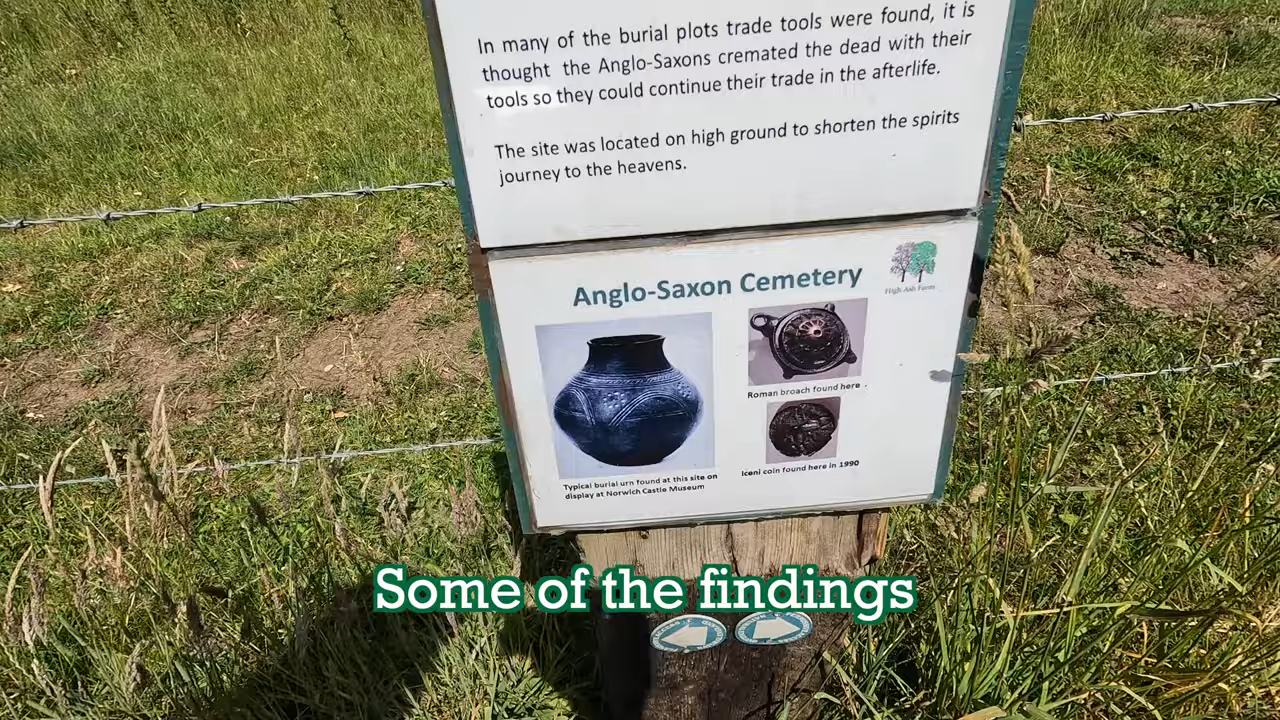 In many of the burial plots trade tools were found, it is
thought the Anglo-Saxons cremated the dead with their
tools so they could continue their trade in the afterlife.
The site was located on high ground to shorten the spirits
journey to the heavens.
Anglo-Saxon Cemetery
High Ash Farm
Roman broach found here .
Iceni coin found here in 1990
Typical burial urn found at this site on
display at Norwich Castle Museum
Some of the findings